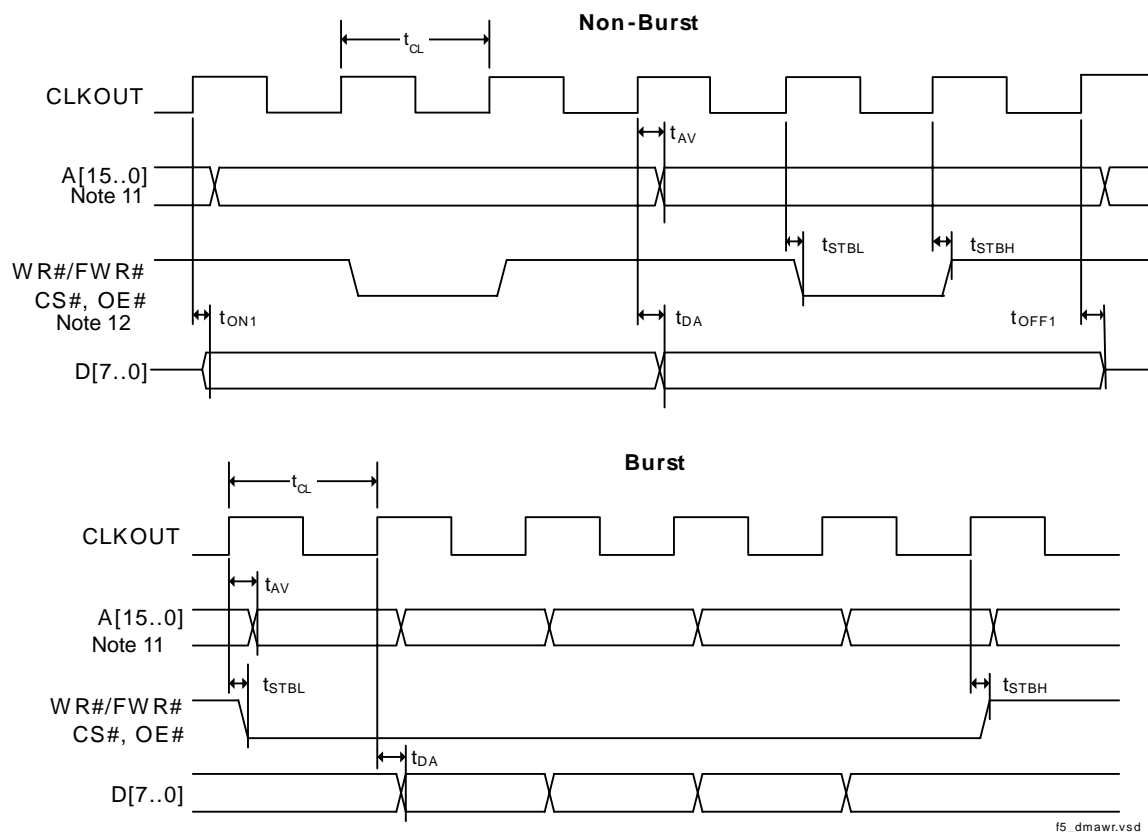 Non-Burst
tCL
CLKOUT
tAV
A[15..0]
Note 11
tSTBL
tSTBH
WR#/FWR#
CS#, OE#
Note 12
tON1
tDA
tOFF1
D[7..0]
Burst
tCL
CLKOUT
tAV
A[15..0]
Note 11
tSTBL
tSTBH
WR#/FWR#
CS#, OE#
tDA
D[7..0]
f5_dmawr.vsd